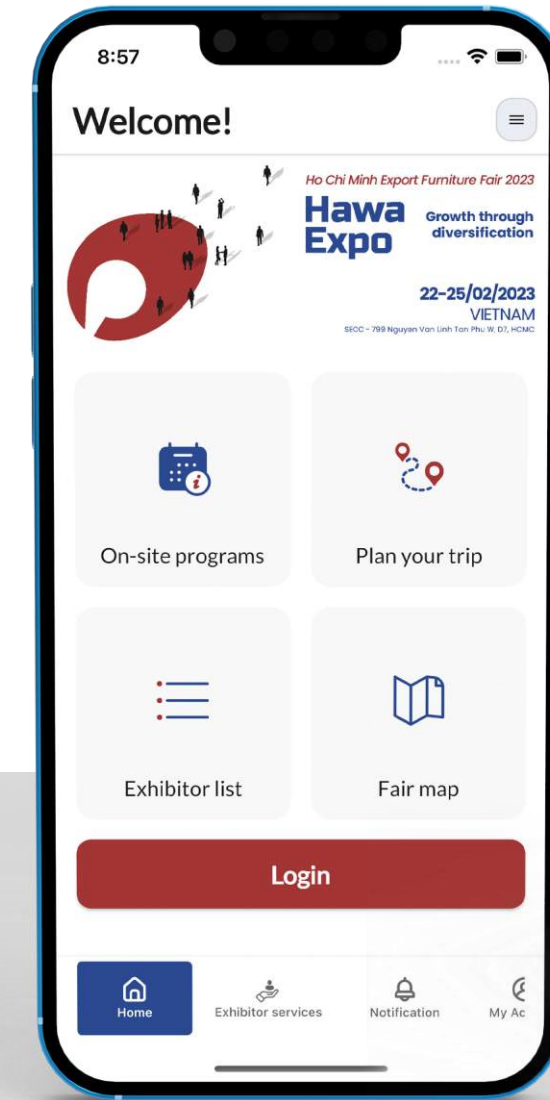 8:57
Welcome!
Ho Chi Minh Export Furniture Fair 2023
Hawa
Expo
Growth through
diversification
22-25/02/2023
VIETNAM
SECC - 799 Nguyen Van Linh Tan Phu W, D7, HCMC
On-site programs
Plan your trip
Exhibitor list
Fair map
Login
Home
Exhibitor services
Notification
My Ac